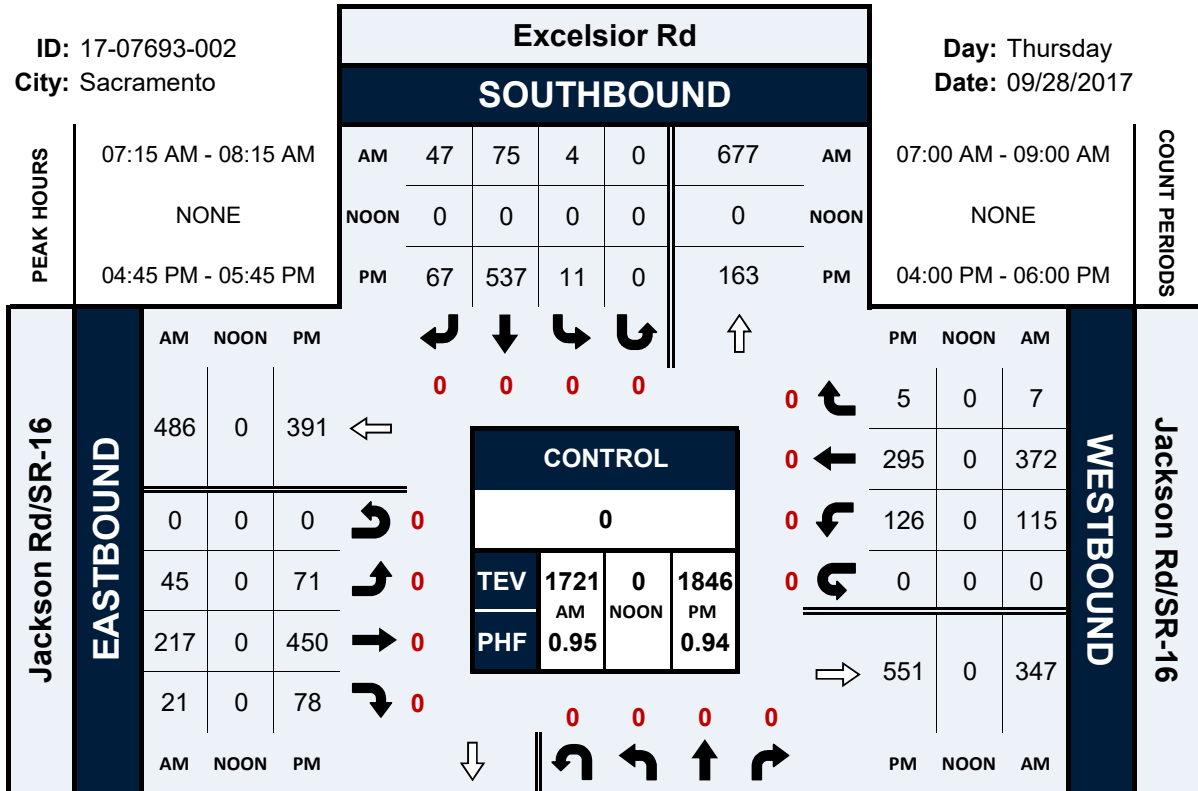 ID: 17-07693-002
City: Sacramento
Excelsior Rd
SOUTHBOUND
Day: Thursday
Date: 09/28/2017
PEAK HOURS
07:15 AM - 08:15 AM
NONE
04:45 PM - 05:45 PM
AM 47 75 4 0 677 AM
NOON 0 0 0 0 0 NOON
PM 67 537 11 0 163 PM
07:00 AM - 09:00 AM
NONE
04:00 PM - 06:00 PM
COUNT PERIODS
0 0 0 0
Jackson Rd/SR-16
EASTBOUND
AM NOON PM
486 0 391
0 0 0 0
45 0 71 0
217 0 450 0
21 0 78 0
AM NOON PM
CONTROL
0
TEV 1721 0 1846
AM NOON PM
PHF 0.95 0.94
PM NOON AM
0 5 0 7
0 295 0 372
0 126 0 115
0 0 0 0
551 0 347
PM NOON AM
WESTBOUND
Jackson Rd/SR-16
0 0 0 0